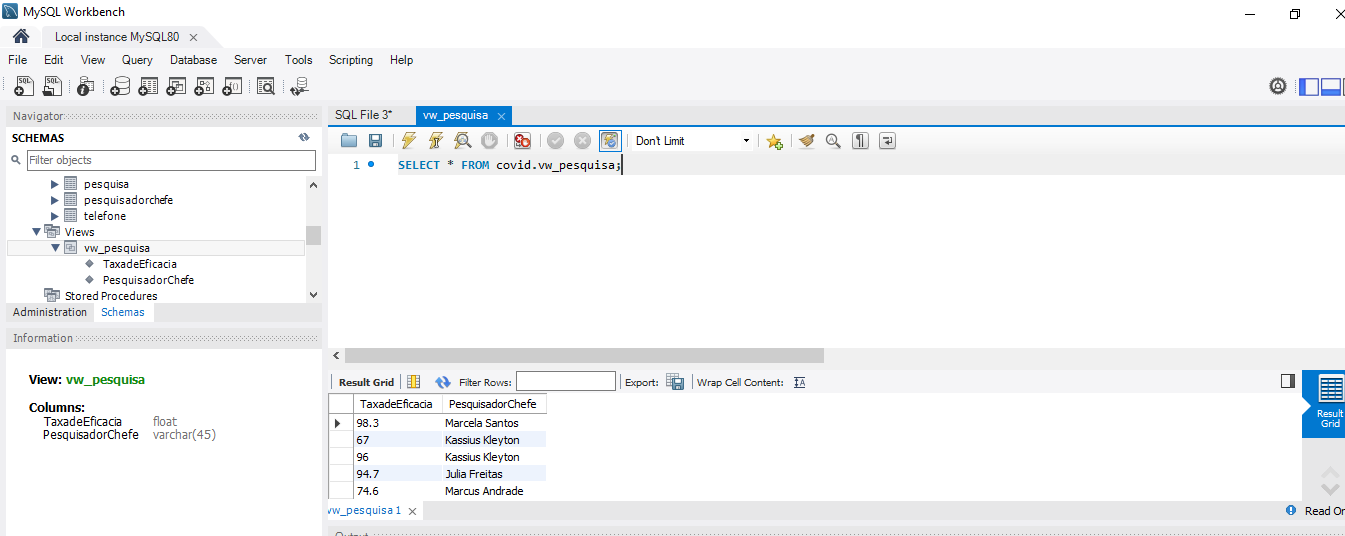 MySQL Workbench
Local instance MySQL80
File Edit View Query Database Server Tools Scripting Help
Navigator
SCHEMAS
Filter objects
pesquisa
pesquisadorchefe
telefone
Views
vw_pesquisa
TaxadeEficacia
PesquisadorChefe
Stored Procedures
Administration Schemas
Information
View: vw_pesquisa
Columns:
TaxadeEficacia float
PesquisadorChefe varchar(45)
SQL File 3* vw_pesquisa
Don't Limit
1 SELECT * FROM covid.vw_pesquisa;
Result Grid Filter Rows: Export: Wrap Cell Content:
TaxadeEficacia PesquisadorChefe
98.3 Marcela Santos
67 Kassius Kleyton
96 Kassius Kleyton
94.7 Julia Freitas
74.6 Marcus Andrade
Result
Grid
vw_pesquisa 1
Read On
Output